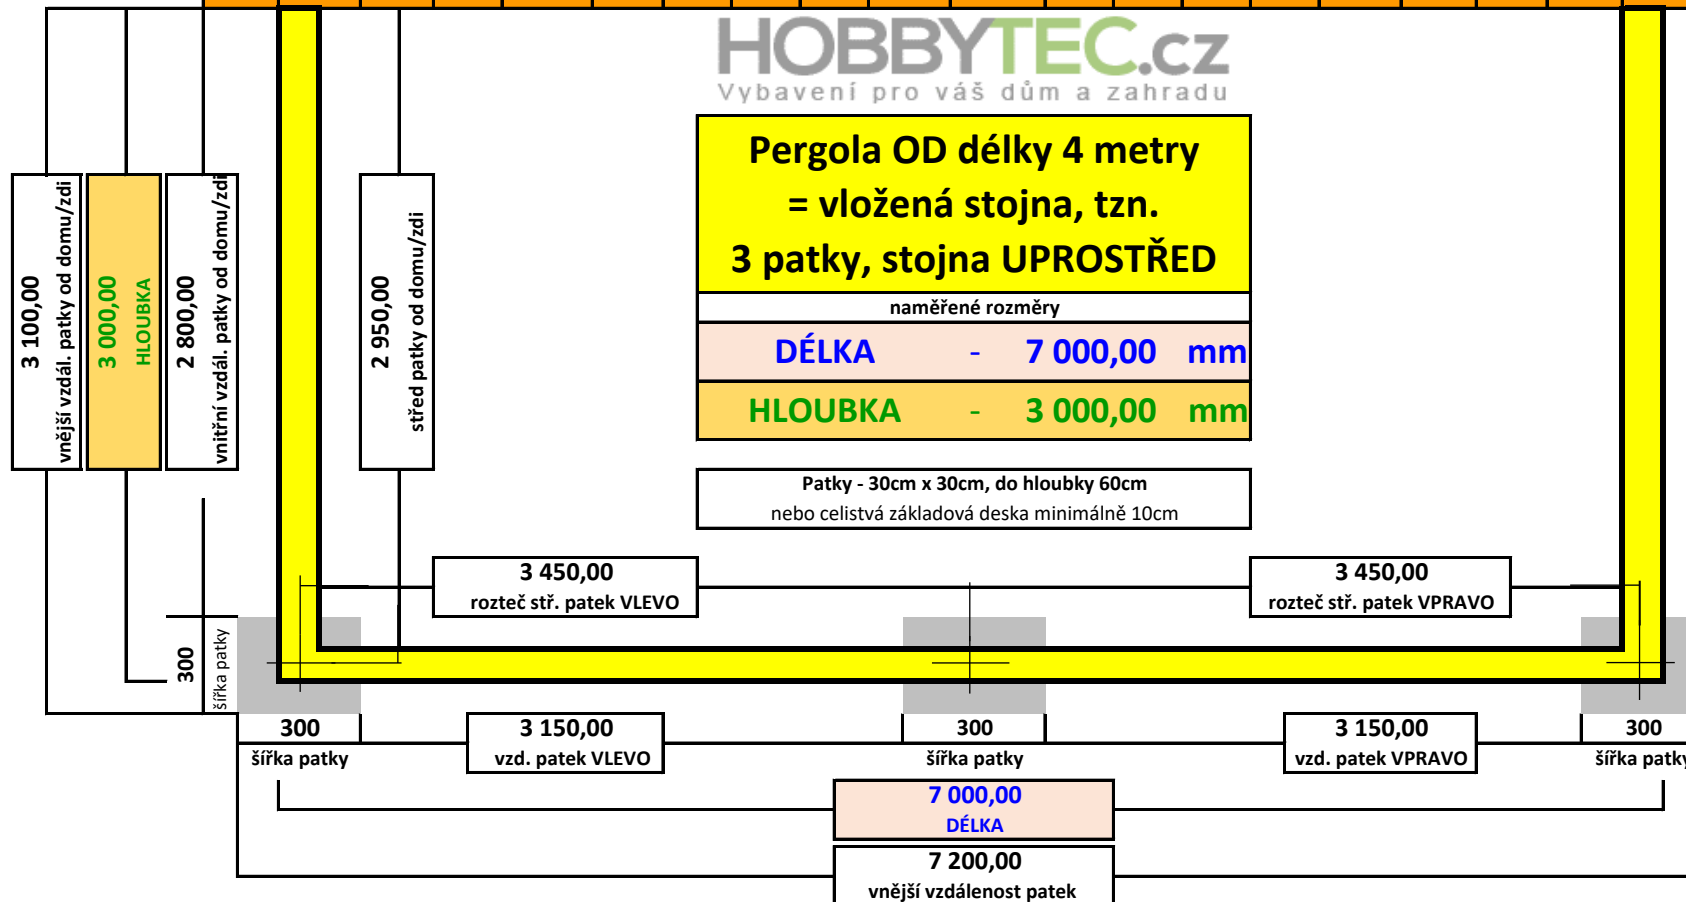 HOBBYTEC.cz
Vybavení pro váš dům a zahradu
Pergola OD délky 4 metry
= vložená stojna, tzn.
3 patky, stojna UPROSTŘED
naměřené rozměry
DÉLKA - 7 000,00 mm
HLOUBKA - 3 000,00 mm
Patky - 30cm x 30cm, do hloubky 60cm
nebo celistvá základová deska minimálně 10cm
3 100,00
vnější vzdál. patky od domu/zdi
3 000,00
HLOUBKA
2 800,00
vnitřní vzdál. patky od domu/zdi
2 950,00
střed patky od domu/zdi
3 450,00
rozteč stř. patek VLEVO
3 450,00
rozteč stř. patek VPRAVO
300
šířka patky
300
šířka patky
3 150,00
vzd. patek VLEVO
300
šířka patky
3 150,00
vzd. patek VPRAVO
300
šířka patky
7 000,00
DÉLKA
7 200,00
vnější vzdálenost patek